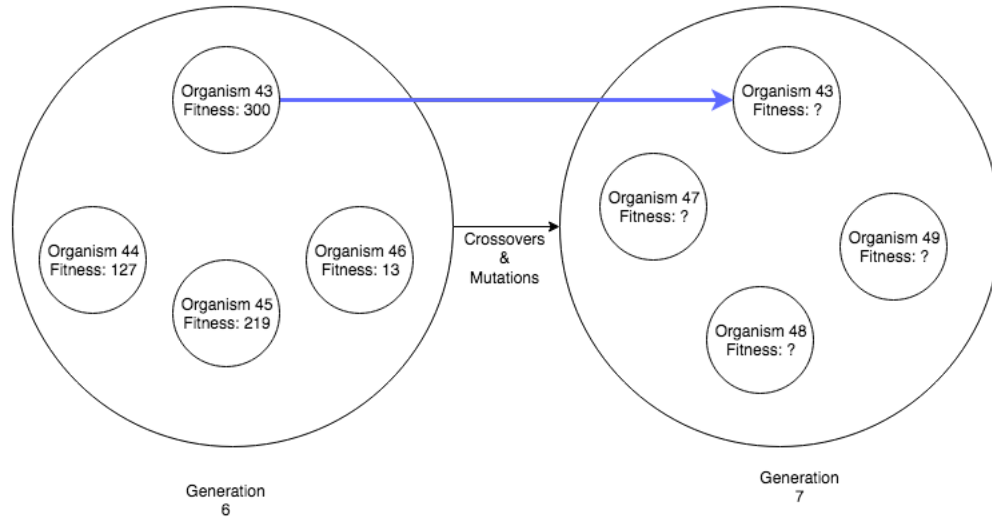 Organism 43
Fitness: 300
Organism 44
Fitness: 127
Organism 45
Fitness: 219
Organism 46
Fitness: 13
Generation
6
Crossovers
&
Mutations
Organism 43
Fitness: ?
Organism 47
Fitness: ?
Organism 49
Fitness: ?
Organism 48
Fitness: ?
Generation
7